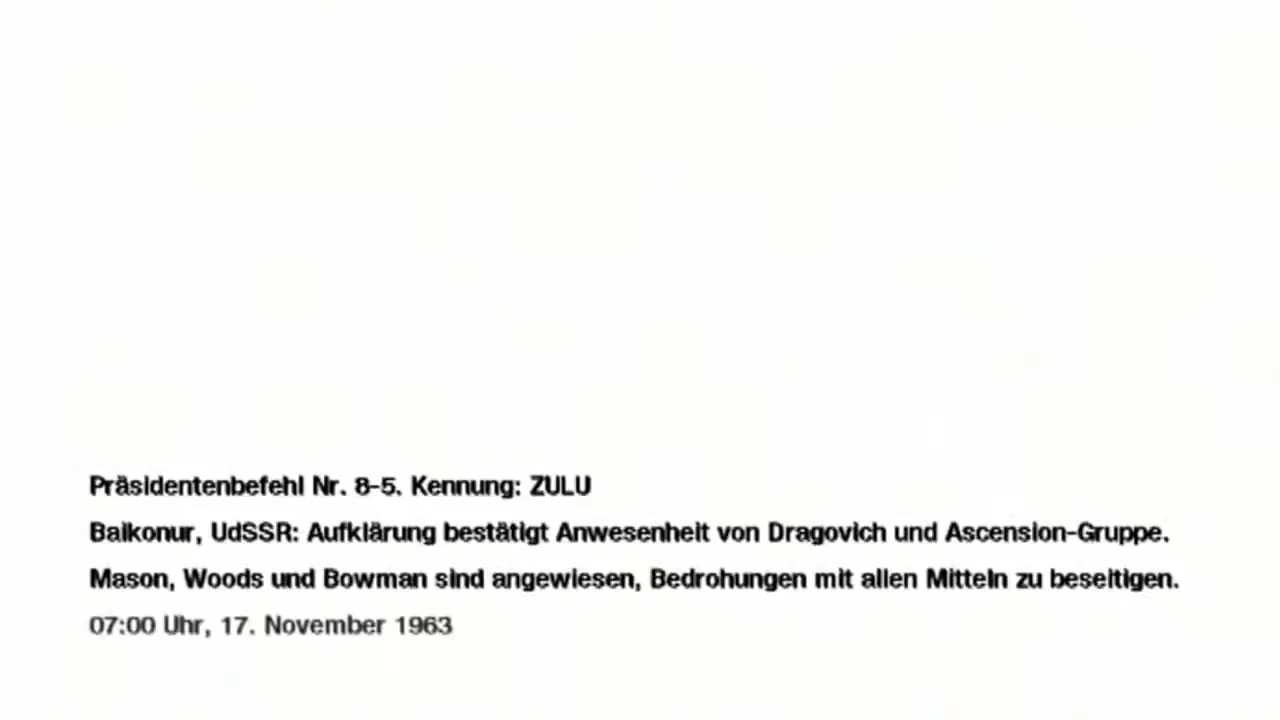 Präsidentenbefehl Nr. 8-5. Kennung: ZULU
Baikonur, UdSSR: Aufklärung bestätigt Anwesenheit von Dragovich und Ascension-Gruppe.
Mason, Woods und Bowman sind angewiesen, Bedrohungen mit allen Mitteln zu beseitigen.
07:00 Uhr, 17. November 1963